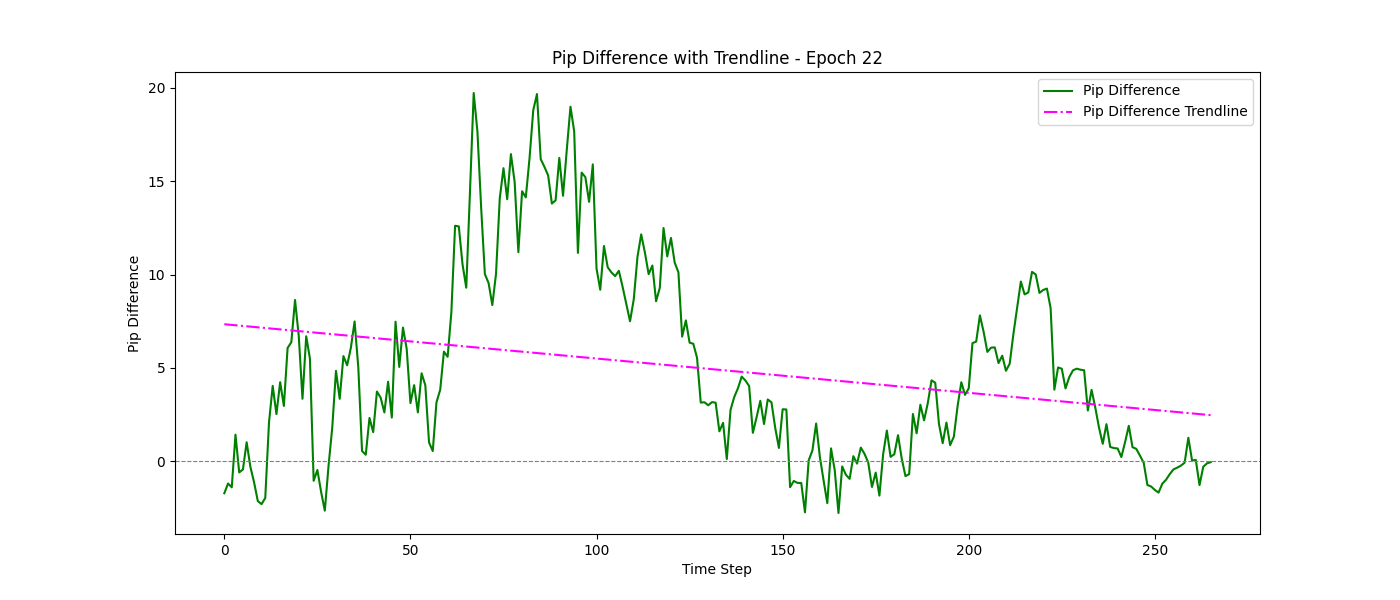 Pip Difference with Trendline - Epoch 22
Pip Difference
Pip Difference Trendline
20
15
10
5
0
Pip Difference
0 50 100 150 200 250
Time Step